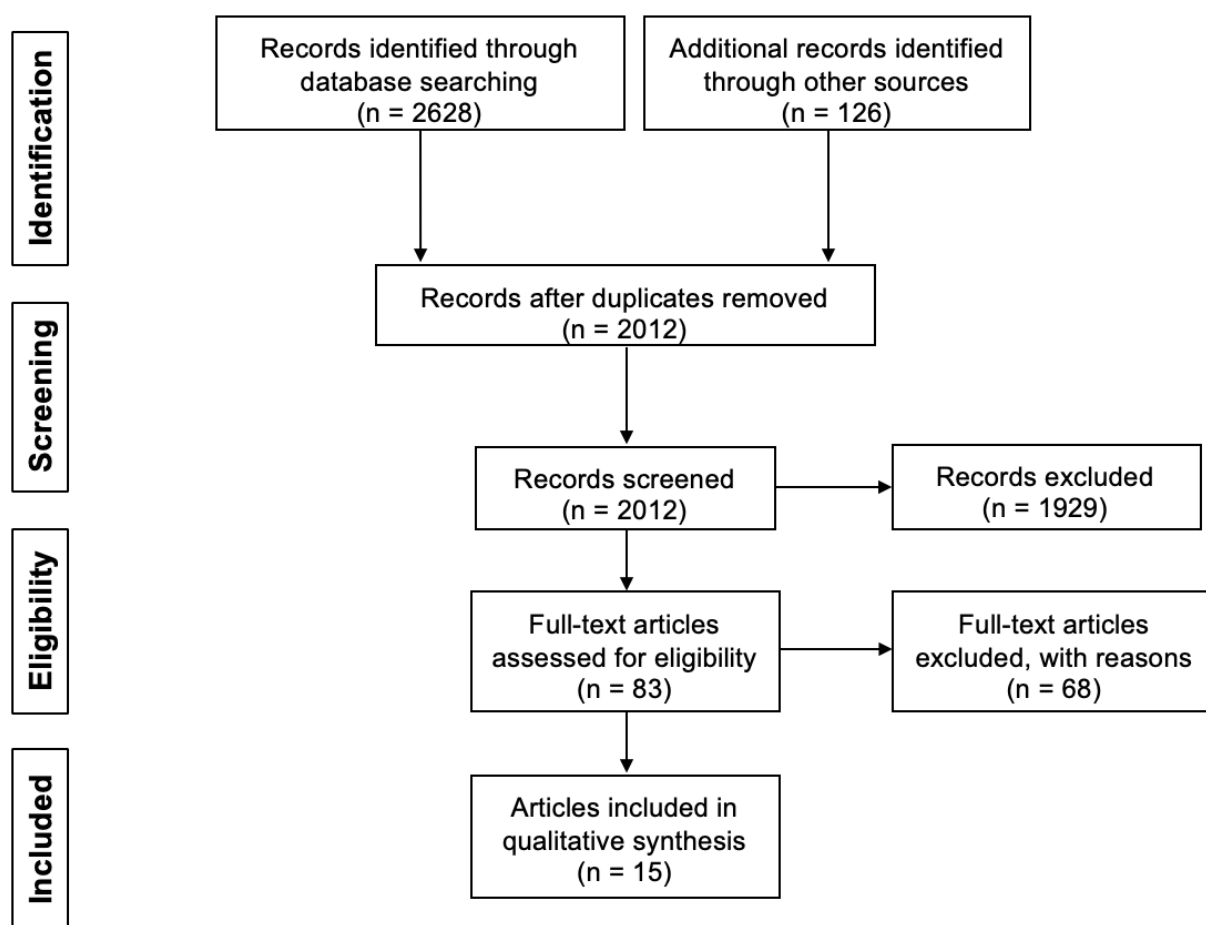 Identification
Records identified through
database searching
(n = 2628)
Additional records identified
through other sources
(n = 126)
Screening
Records after duplicates removed
(n = 2012)
Records screened
(n = 2012)
Records excluded
(n = 1929)
Eligibility
Full-text articles
assessed for eligibility
(n = 83)
Full-text articles
excluded, with reasons
(n = 68)
Included
Articles included in
qualitative synthesis
(n = 15)